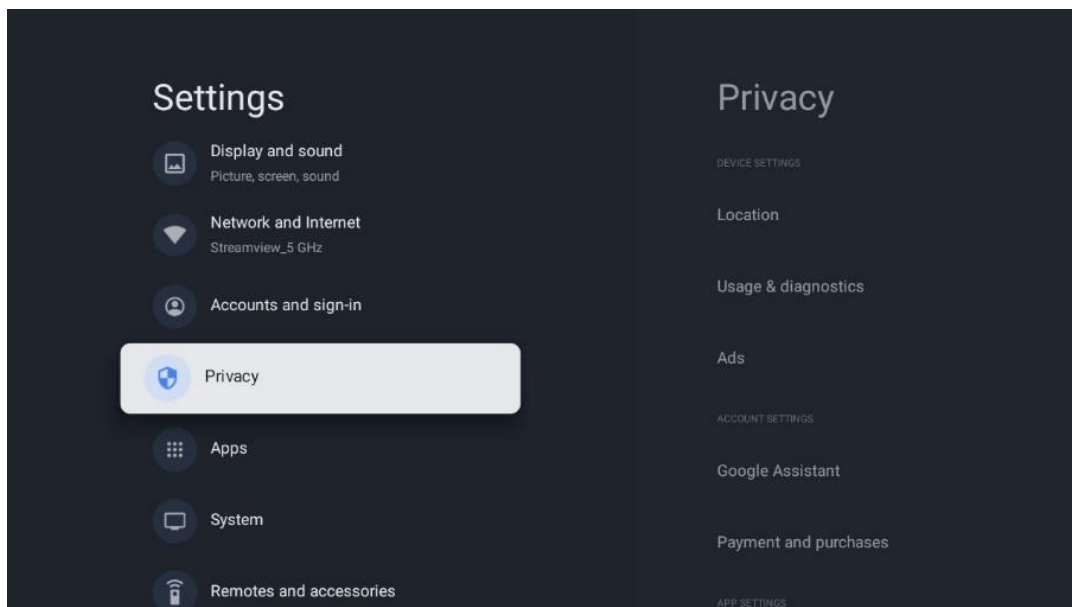 Settings
Display and sound
Picture, screen, sound
Network and Internet
Streamview_5 GHz
Accounts and sign-in
Privacy
Apps
System
Remotes and accessories
Privacy
DEVICE SETTINGS
Location
Usage & diagnostics
Ads
ACCOUNT SETTINGS
Google Assistant
Payment and purchases
APP SETTINGS